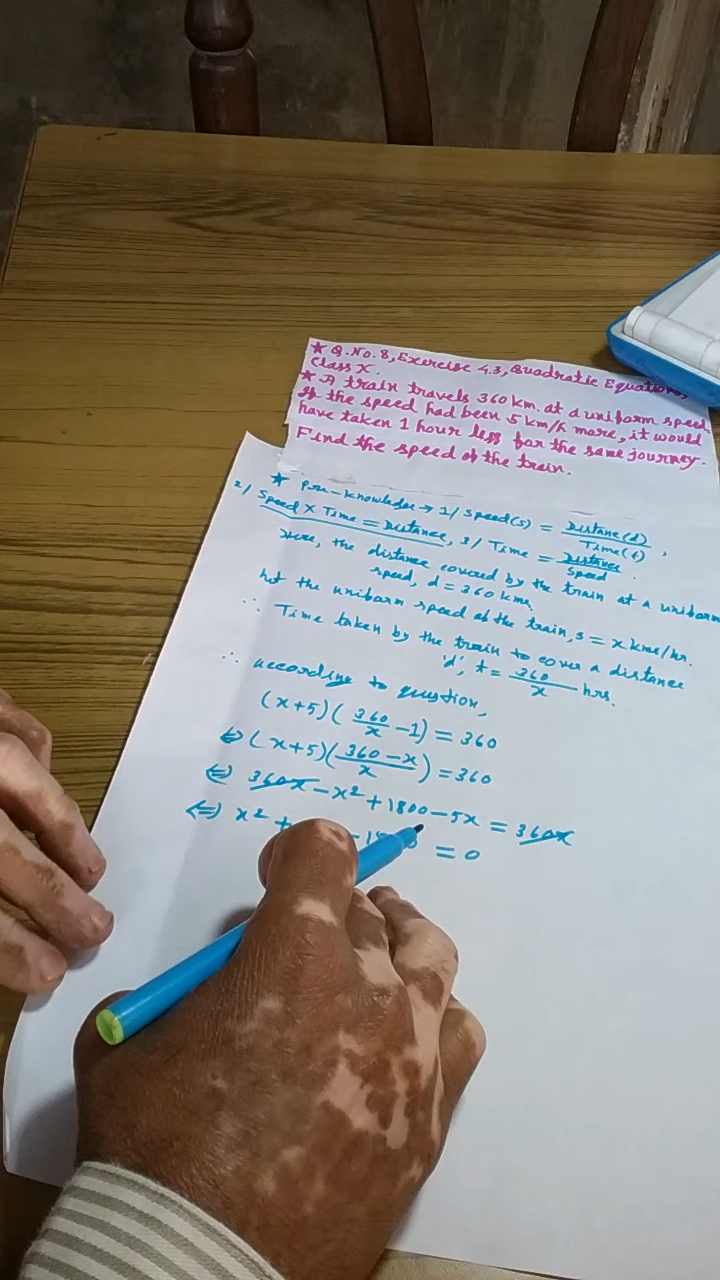 ★ Q.No. 8, Exercise 4.3, Quadratic Equations,
Class X.
★ A train travels 360 km. at a uniform speed.
If the speed had been 5 km/h more, it would
have taken 1 hour less for the same journey.
Find the speed of the train.
★ Pre-knowledge → 1/ Speed(s) = Distance(d)/Time(t),
2/ Speed × Time = Distance, 3/ Time = Distance/Speed.
Here, the distance covered by the train at a uniform
speed, d = 360 kms
Let the uniform speed of the train, s = x kms/hr.
∴ Time taken by the train to cover a distance
'd', t = 360/x hrs.
∴ according to question,
(x+5)(360/x - 1) = 360
⇔ (x+5)(360-x/x) = 360
⇔ 360x - x² + 1800 - 5x = 360x
⇔ x² + = 0